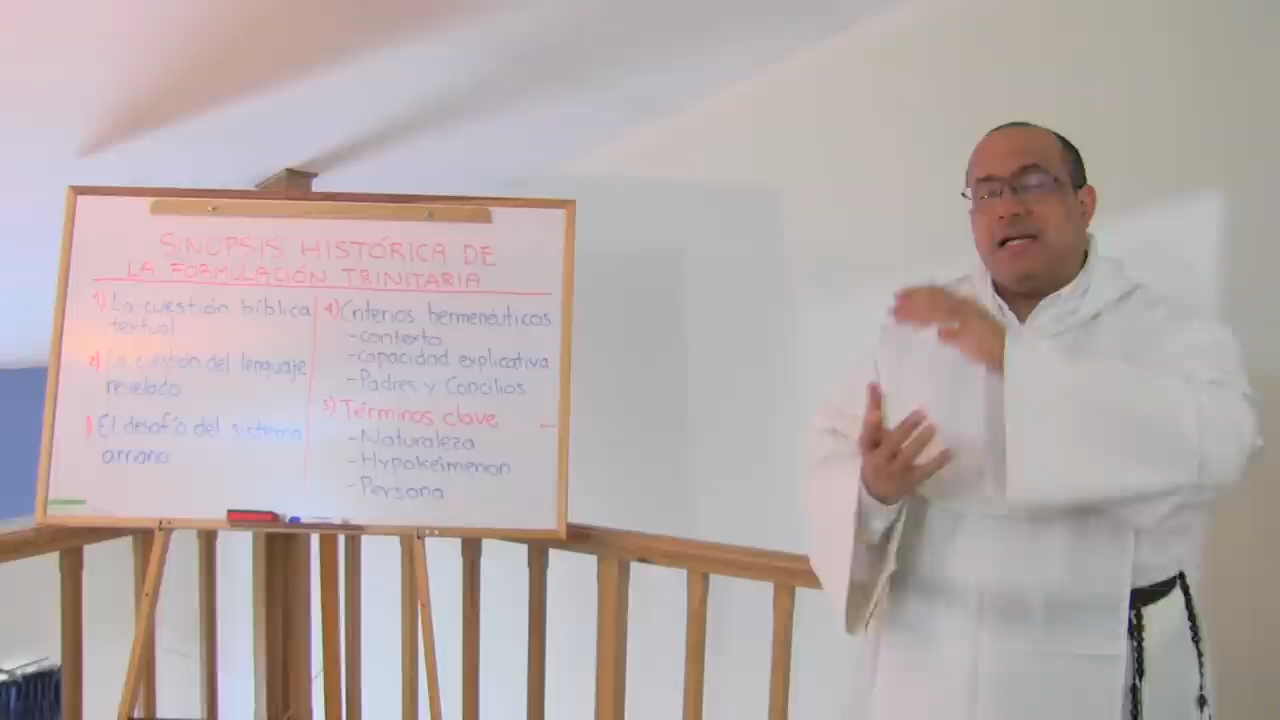 SINOPSIS HISTÓRICA DE
LA FORMULACIÓN TRINITARIA
1) La cuestión bíblica
textual
2) La cuestión del lenguaje
revelado
3) El desafío del sistema
arriano
4) Criterios hermenéuticos
- contexto
- capacidad explicativa
- Padres y Concilios
5) Términos clave
- Naturaleza
- Hypokeimenon
- Persona